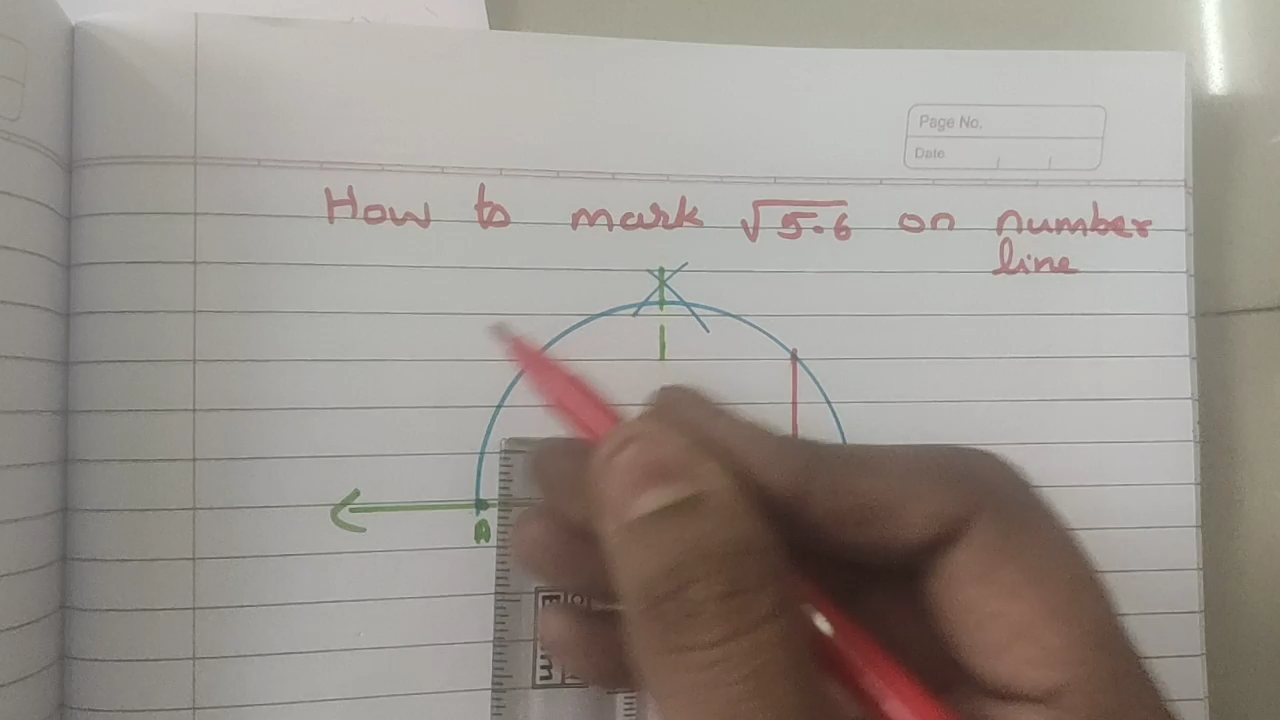 Page No.
Date
How to mark √5.6 on number
line
A